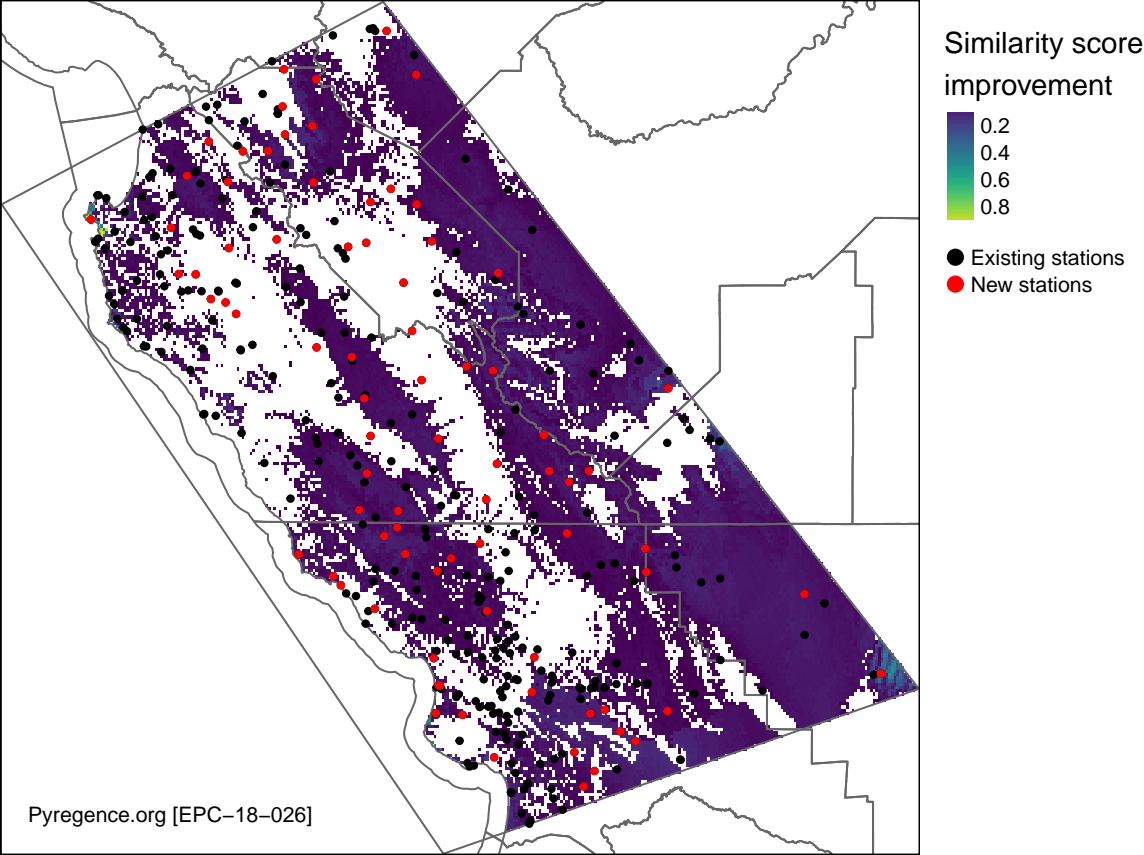 Similarity score
improvement
0.2
0.4
0.6
0.8
Existing stations
New stations
Pyregence.org [EPC−18−026]